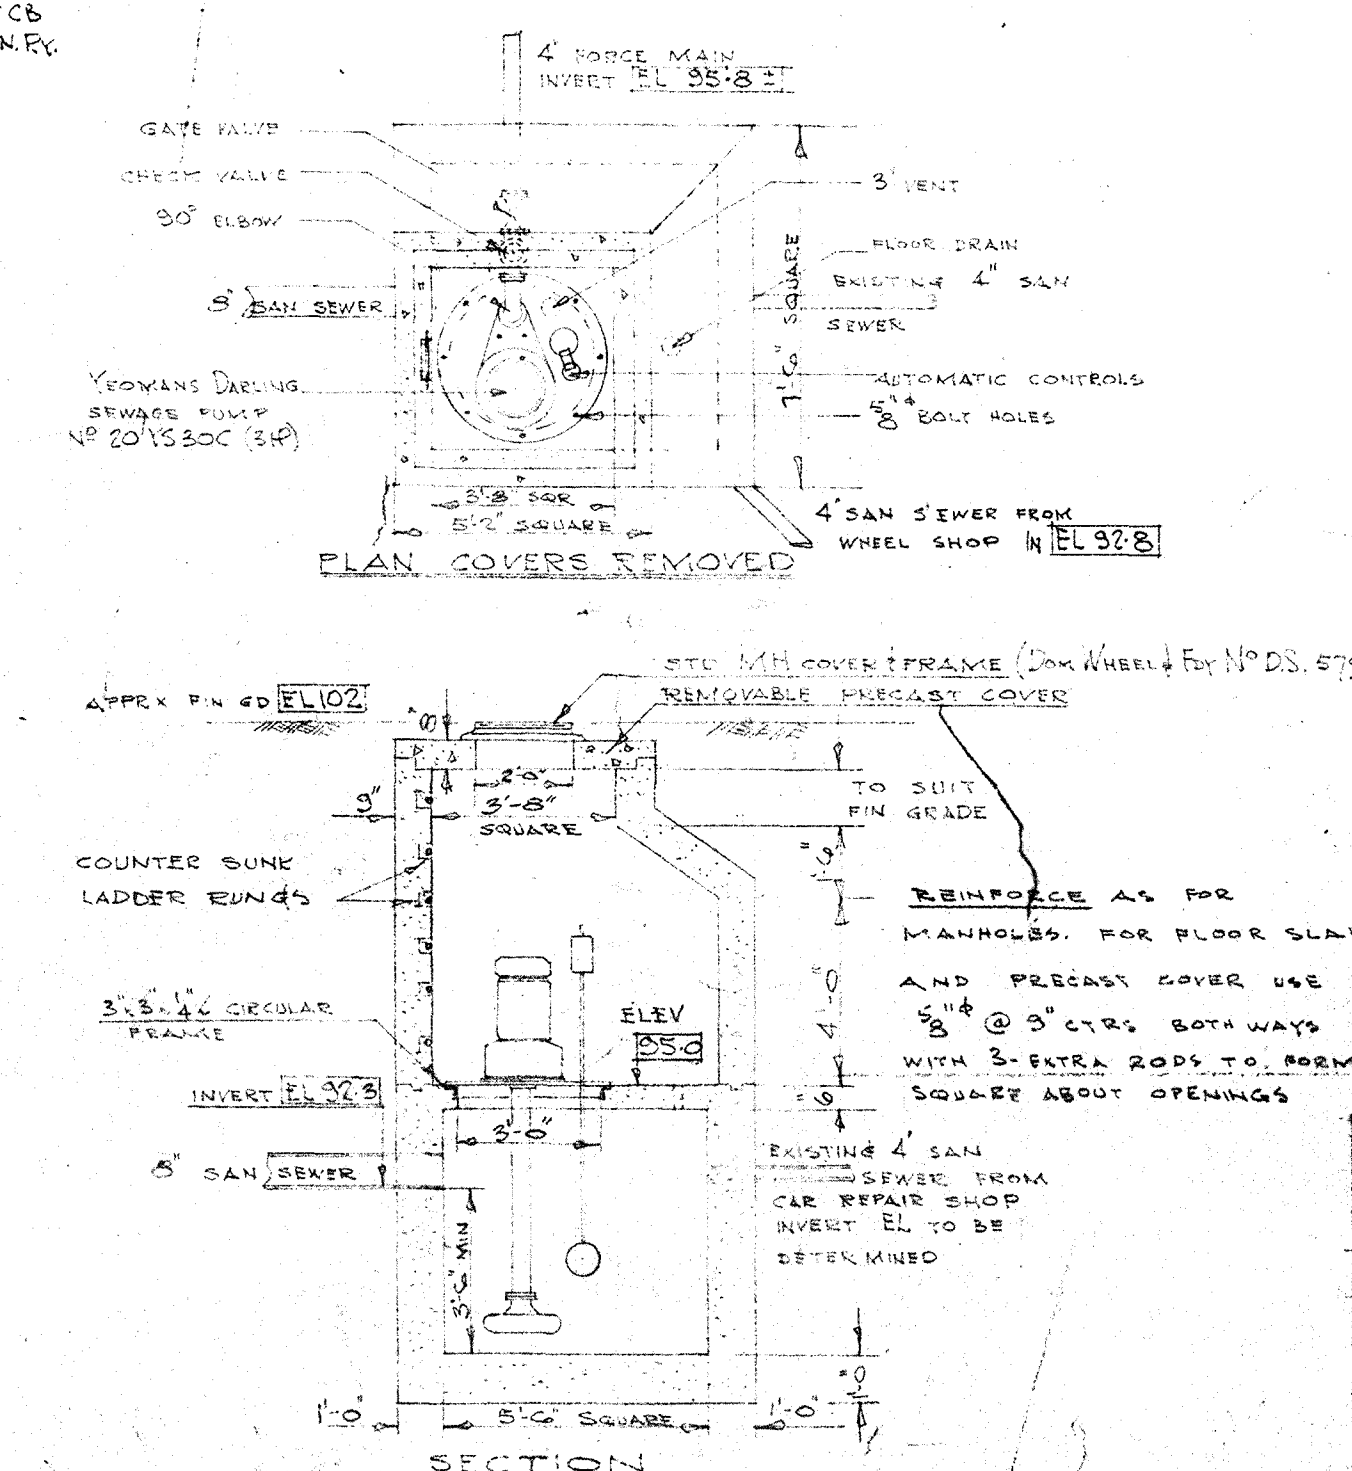 CB
N.FY.
4" FORCE MAIN
INVERT EL 95.8 ±
GATE VALVE
CHECK VALVE
90° ELBOW
3" VENT
FLOOR DRAIN
EXISTING 4" SAN
SEWER
8" SAN SEWER
7'-6" SQUARE
YEOMANS DARLING
SEWAGE PUMP
Nº 20YS30C (3HP)
AUTOMATIC CONTROLS
5/8"ϕ BOLT HOLES
3'-8" SQR
5'-2" SQUARE
4" SAN SEWER FROM
WHEEL SHOP IN EL 92.8
PLAN COVERS REMOVED
STD MH COVER & FRAME (DOM WHEEL & FDY Nº D.S. 579
REMOVABLE PRECAST COVER
APPRX FIN GD EL 102
8"
2'-0"
9"
3'-8"
SQUARE
TO SUIT
FIN GRADE
1'-6"
COUNTER SUNK
LADDER RUNGS
REINFORCE AS FOR
MANHOLES. FOR FLOOR SLAB
AND PRECAST COVER USE
5/8"ϕ @ 9" CTRS BOTH WAYS
WITH 3-EXTRA RODS TO FORM
SQUARE ABOUT OPENINGS
4'-0"
3"x3"x1/4" L CIRCULAR
FRAME
ELEV
95.0
INVERT EL 92.3
6"
3'-0"
8" SAN SEWER
EXISTING 4" SAN
SEWER FROM
CAR REPAIR SHOP
INVERT EL TO BE
DETERMINED
3'-6" MIN
1'-0"
1'-0"
5'-6" SQUARE
1'-0"
SECTION